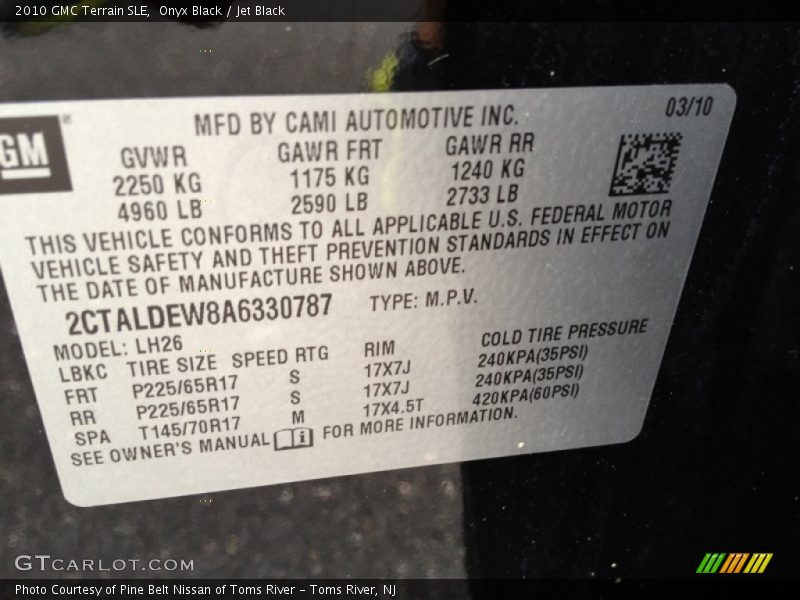 2010 GMC Terrain SLE, Onyx Black / Jet Black
GM
MFD BY CAMI AUTOMOTIVE INC.
03/10
GVWR GAWR FRT GAWR RR
2250 KG 1175 KG 1240 KG
4960 LB 2590 LB 2733 LB
THIS VEHICLE CONFORMS TO ALL APPLICABLE U.S. FEDERAL MOTOR
VEHICLE SAFETY AND THEFT PREVENTION STANDARDS IN EFFECT ON
THE DATE OF MANUFACTURE SHOWN ABOVE.
2CTALDEW8A6330787 TYPE: M.P.V.
MODEL: LH26
LBKC TIRE SIZE SPEED RTG RIM COLD TIRE PRESSURE
FRT P225/65R17 S 17X7J 240KPA(35PSI)
RR P225/65R17 S 17X7J 240KPA(35PSI)
SPA T145/70R17 M 17X4.5T 420KPA(60PSI)
SEE OWNER'S MANUAL FOR MORE INFORMATION.
GTCARLOT.COM
Photo Courtesy of Pine Belt Nissan of Toms River – Toms River, NJ